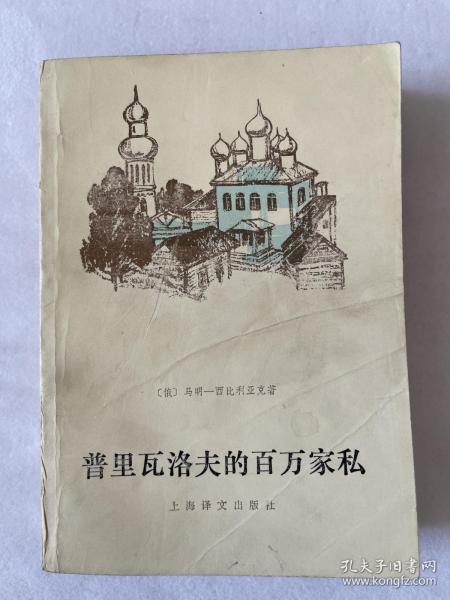 〔俄〕马明—西比利亚克著
普里瓦洛夫的百万家私
上海译文出版社
孔夫子旧书网
www.kongfz.com